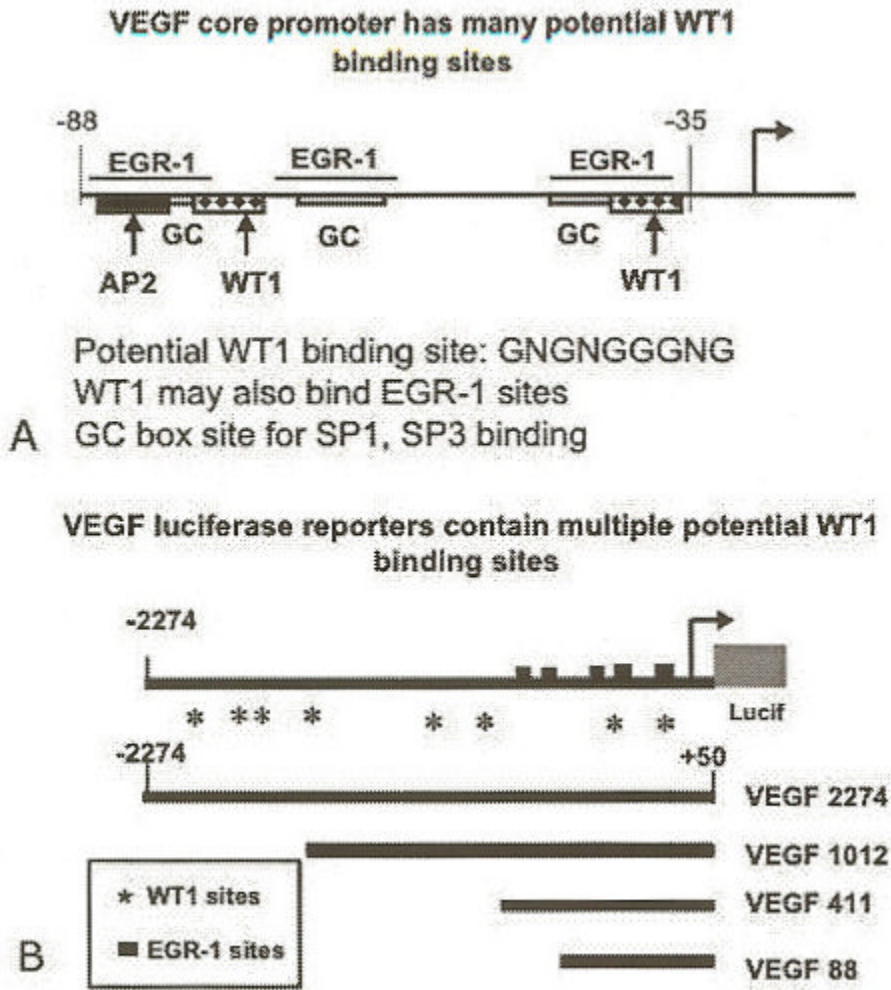 VEGF core promoter has many potential WT1
binding sites
-88
-35
EGR-1
EGR-1
EGR-1
GC
GC
GC
AP2
WT1
WT1
Potential WT1 binding site: GNGNGGGNG
WT1 may also bind EGR-1 sites
A
GC box site for SP1, SP3 binding
VEGF luciferase reporters contain multiple potential WT1
binding sites
-2274
Lucif
* * * * * * * *
-2274
+50
VEGF 2274
VEGF 1012
* WT1 sites
VEGF 411
EGR-1 sites
B
VEGF 88